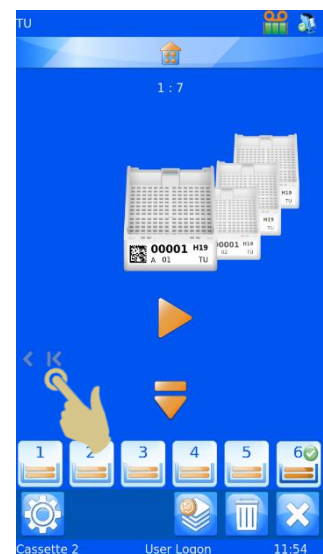 TU
1 : 7
H19
TU
H19
TU
0001 H18
02 TU
00001 H19
A 01 TU
1 2 3 4 5 6
Cassette 2 User Logon 11:54